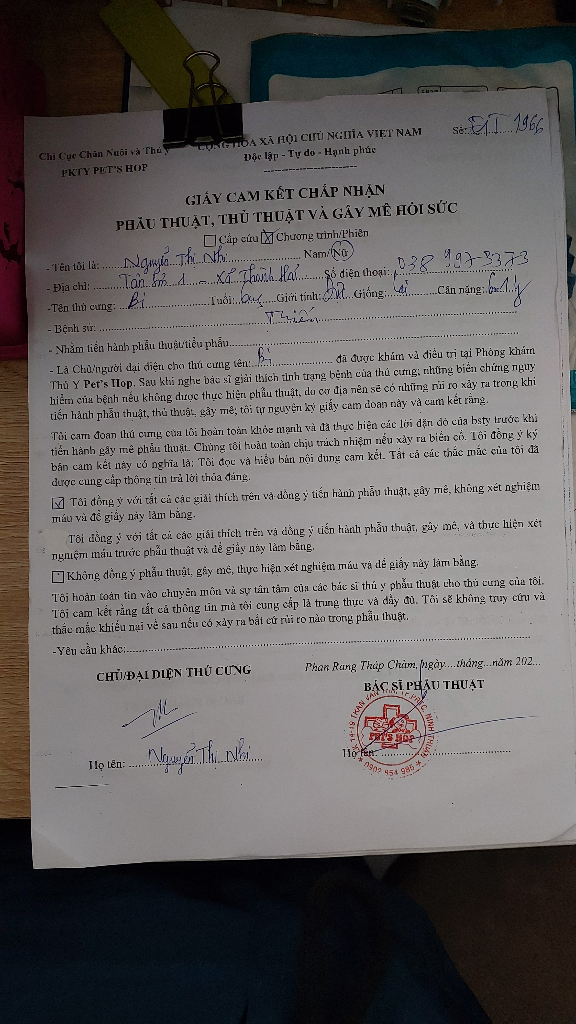 Chi Cục Chăn Nuôi và Thú y
CỘNG HÒA XÃ HỘI CHỦ NGHĨA VIỆT NAM
Số: 1966
PKTY PET'S HOP
Độc lập - Tự do - Hạnh phúc
GIẤY CAM KẾT CHẤP NHẬN
PHẪU THUẬT, THỦ THUẬT VÀ GÂY MÊ HỒI SỨC
Cấp cứu Chương trình/Phiên
- Tên tôi là: Nguyễn Thị Nhi Nam/Nữ
- Địa chỉ: Tân Sơn 1 - Xã Thanh Hải Số điện thoại: 038 997-3373
-Tên thú cưng: Bi Tuổi: Giới tính: Đực Giống: Cân nặng:
- Bệnh sử: Thiến
- Nhằm tiến hành phẫu thuật/tiểu phẫu
- Là Chủ/người đại diện cho thú cưng tên: Bi đã được khám và điều trị tại Phòng khám
Thú Y Pet's Hop. Sau khi nghe bác sĩ giải thích tình trạng bệnh của thú cưng; những biến chứng nguy
hiểm của bệnh nếu không được thực hiện phẫu thuật, do cơ địa nên sẽ có những rủi ro xảy ra trong khi
tiến hành phẫu thuật, thủ thuật, gây mê; tôi tự nguyện ký giấy cam đoan này và cam kết rằng.
Tôi cam đoan thú cưng của tôi hoàn toàn khỏe mạnh và đã thực hiện các lời dặn dò của bsty trước khi
tiến hành gây mê phẫu thuật. Chúng tôi hoàn toàn chịu trách nhiệm nếu xảy ra biến cố. Tôi đồng ý ký
bản cam kết này có nghĩa là: Tôi đọc và hiểu bản nội dung cam kết. Tất cả các thắc mắc của tôi đã
được cung cấp thông tin trả lời thỏa đáng.
Tôi đồng ý với tất cả các giải thích trên và đồng ý tiến hành phẫu thuật, gây mê, không xét nghiệm
máu và để giấy này làm bằng.
Tôi đồng ý với tất cả các giải thích trên và đồng ý tiến hành phẫu thuật, gây mê, và thực hiện xét
nghiệm máu trước phẫu thuật và để giấy này làm bằng.
Không đồng ý phẫu thuật, gây mê, thực hiện xét nghiệm máu và để giấy này làm bằng.
Tôi hoàn toàn tin vào chuyên môn và sự tận tâm của các bác sĩ thú y phẫu thuật cho thú cưng của tôi.
Tôi cam kết rằng tất cả thông tin mà tôi cung cấp là trung thực và đầy đủ. Tôi sẽ không truy cứu và
thắc mắc khiếu nại về sau nếu có xảy ra bất cứ rủi ro nào trong phẫu thuật.
-Yêu cầu khác:
Phan Rang Tháp Chàm, ngày....tháng...năm 202...
CHỦ/ĐẠI DIỆN THÚ CƯNG
BÁC SĨ PHẪU THUẬT
PET'S HOP
0902 954 985
Họ tên: Nguyễn Thị Nhi
Họ tên: